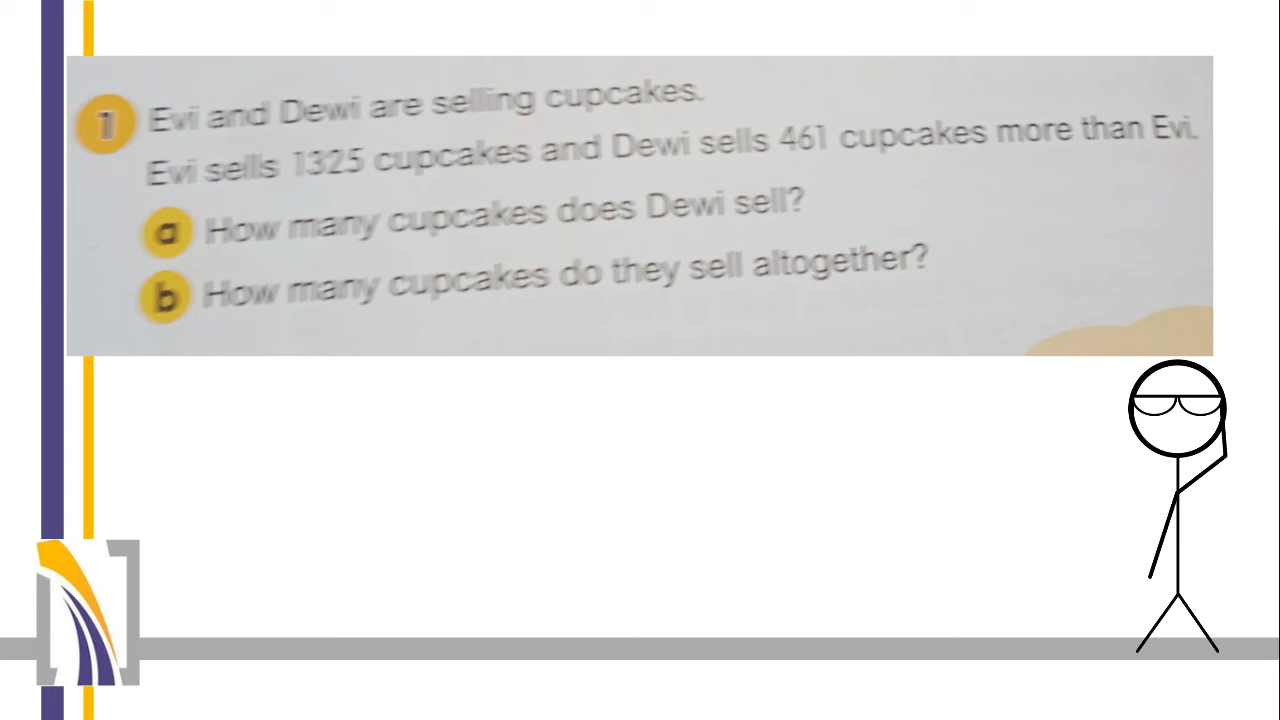 1 Evi and Dewi are selling cupcakes.
Evi sells 1325 cupcakes and Dewi sells 461 cupcakes more than Evi.
a How many cupcakes does Dewi sell?
b How many cupcakes do they sell altogether?